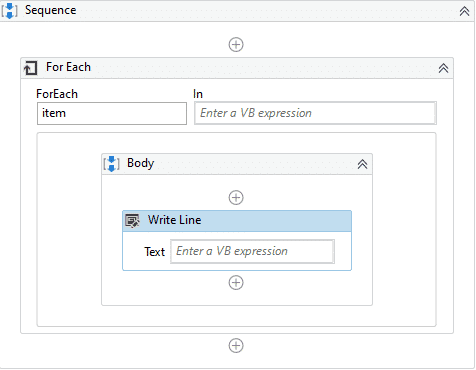 Sequence
For Each
ForEach In
item Enter a VB expression
Body
Write Line
Text Enter a VB expression